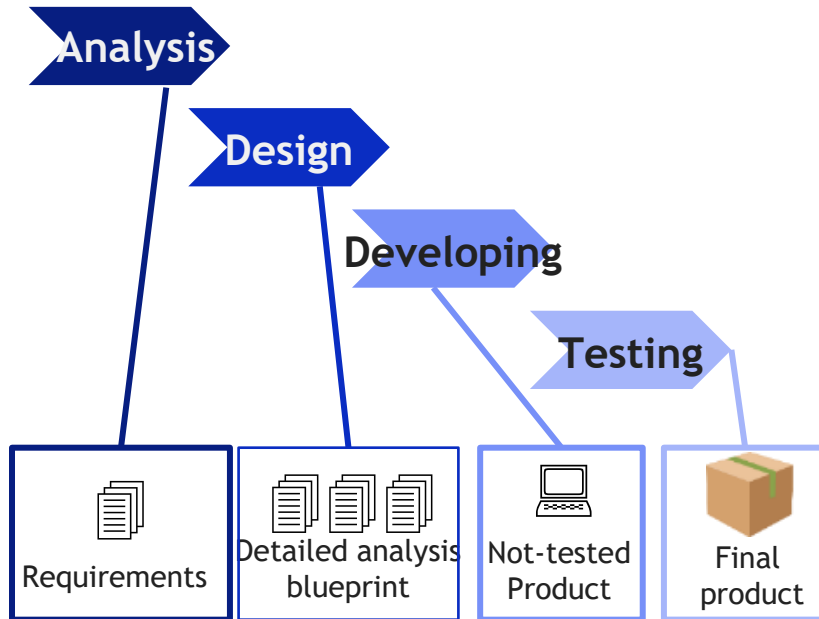 Analysis
Design
Developing
Testing
Requirements
Detailed analysis
blueprint
Not-tested
Product
Final
product